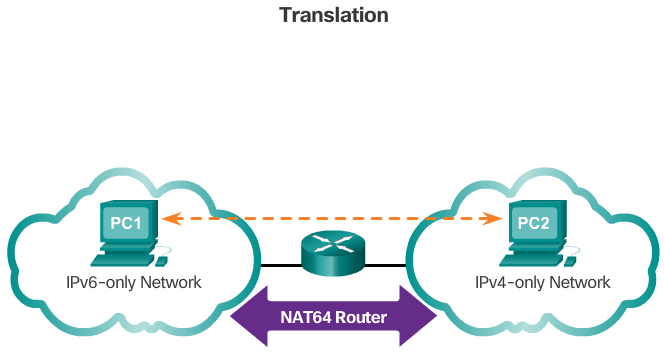 Translation
PC1
PC2
IPv6-only Network
IPv4-only Network
NAT64 Router